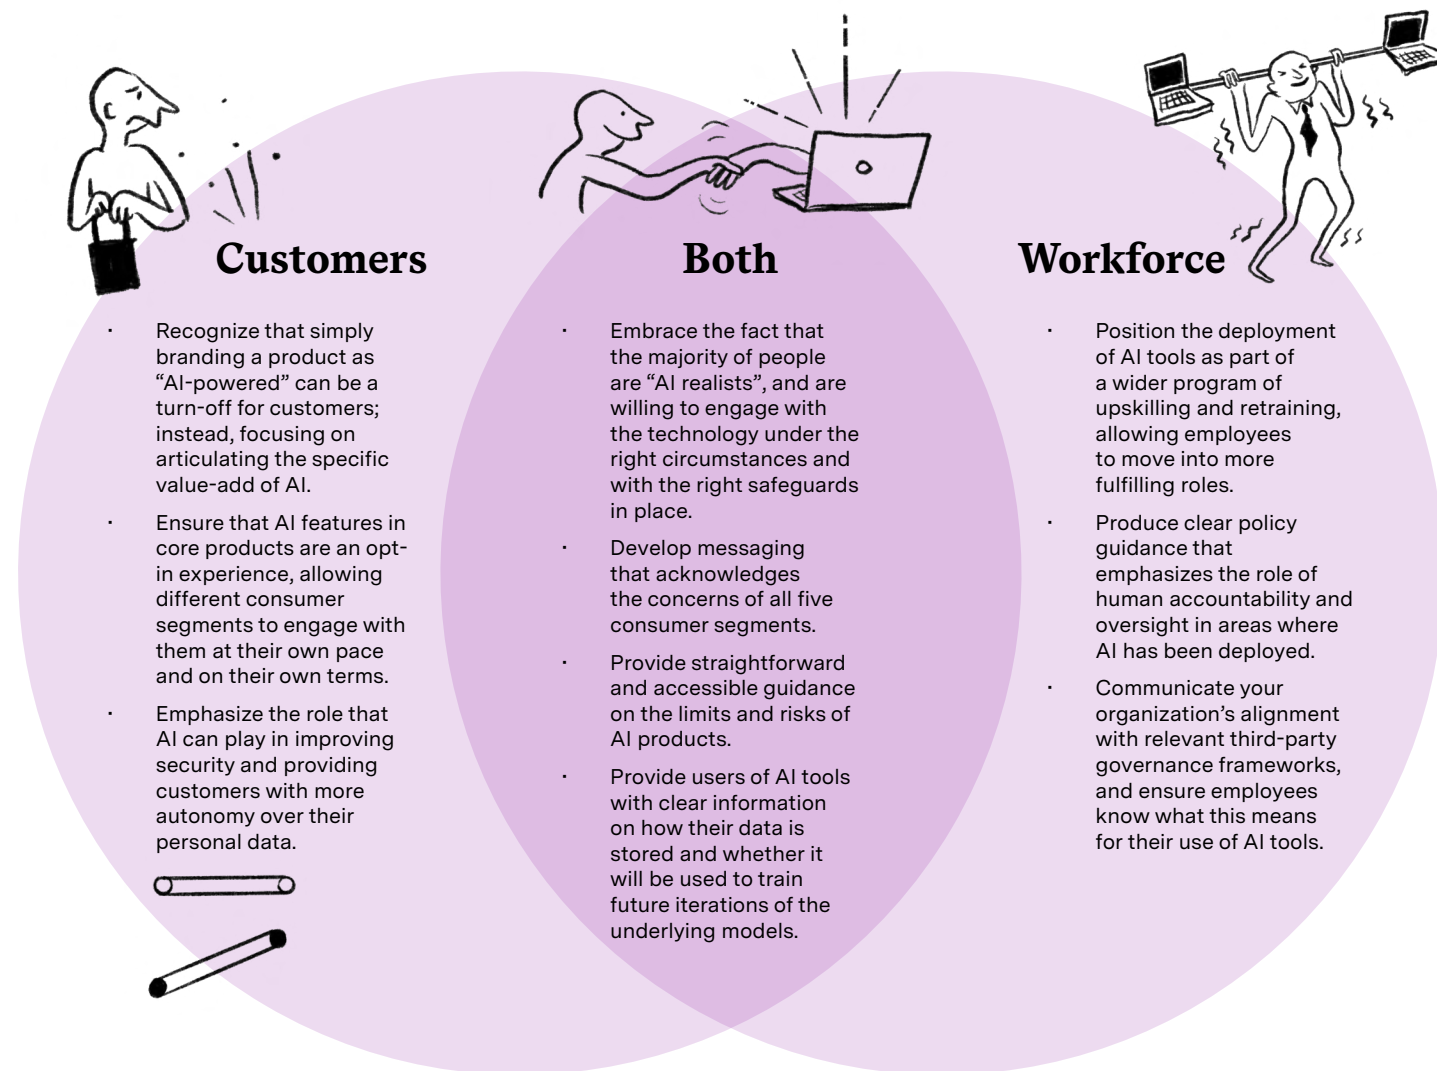 Customers
· Recognize that simply
branding a product as
“AI-powered” can be a
turn-off for customers;
instead, focusing on
articulating the specific
value-add of AI.
· Ensure that AI features in
core products are an opt-
in experience, allowing
different consumer
segments to engage with
them at their own pace
and on their own terms.
· Emphasize the role that
AI can play in improving
security and providing
customers with more
autonomy over their
personal data.
Both
· Embrace the fact that
the majority of people
are “AI realists”, and are
willing to engage with
the technology under the
right circumstances and
with the right safeguards
in place.
· Develop messaging
that acknowledges
the concerns of all five
consumer segments.
· Provide straightforward
and accessible guidance
on the limits and risks of
AI products.
· Provide users of AI tools
with clear information
on how their data is
stored and whether it
will be used to train
future iterations of the
underlying models.
Workforce
· Position the deployment
of AI tools as part of
a wider program of
upskilling and retraining,
allowing employees
to move into more
fulfilling roles.
· Produce clear policy
guidance that
emphasizes the role of
human accountability and
oversight in areas where
AI has been deployed.
· Communicate your
organization’s alignment
with relevant third-party
governance frameworks,
and ensure employees
know what this means
for their use of AI tools.